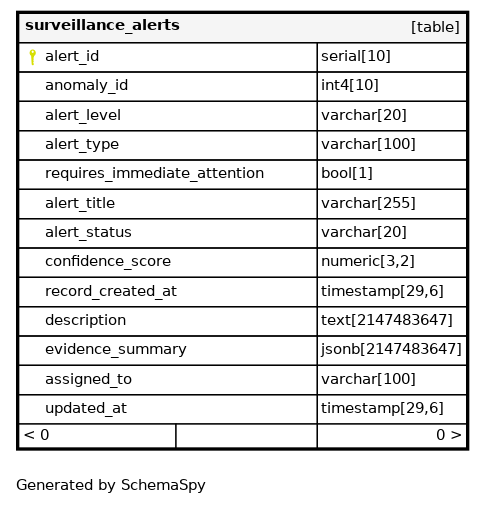 surveillance_alerts [table]
alert_id serial[10]
anomaly_id int4[10]
alert_level varchar[20]
alert_type varchar[100]
requires_immediate_attention bool[1]
alert_title varchar[255]
alert_status varchar[20]
confidence_score numeric[3,2]
record_created_at timestamp[29,6]
description text[2147483647]
evidence_summary jsonb[2147483647]
assigned_to varchar[100]
updated_at timestamp[29,6]
< 0 0 >
Generated by SchemaSpy